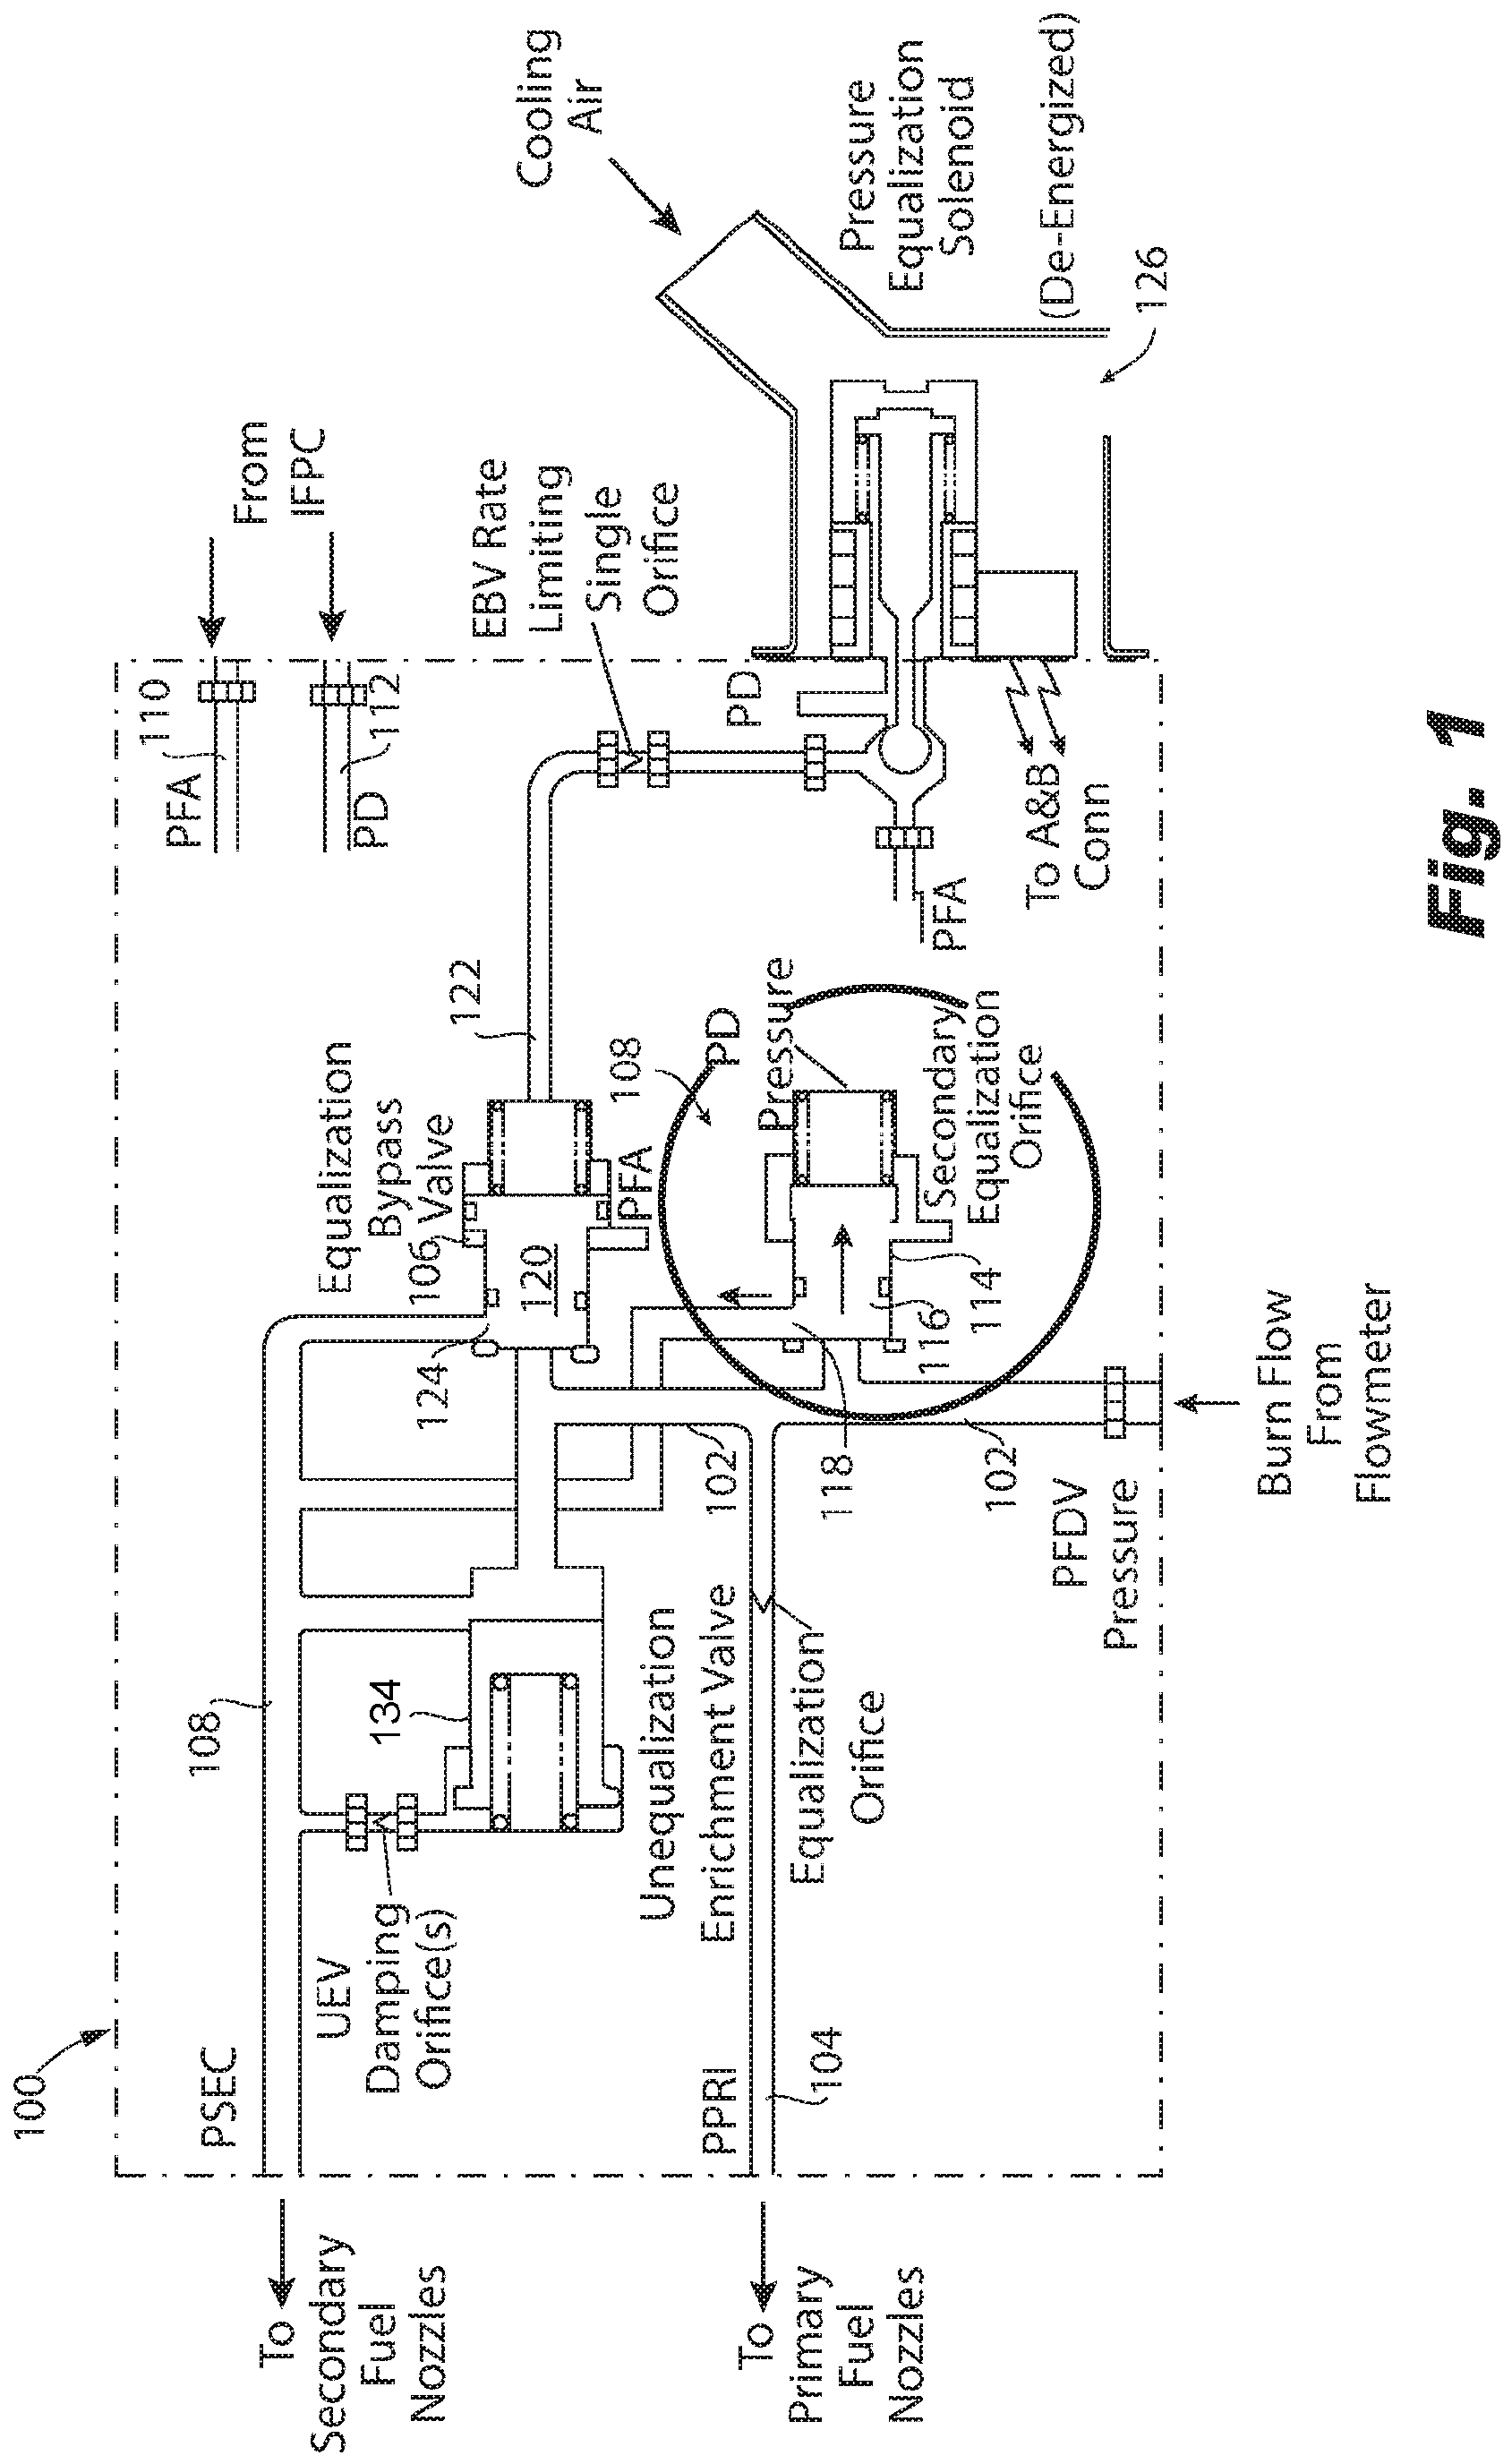 100
To
Secondary
Fuel
Nozzles
PSEC
108
UEV
Damping
Orifice(s)
134
Unequalization
Enrichment Valve
To
Primary
Fuel
Nozzles
PPRI
104
Equalization
Orifice
102
118
102
PFDV
Pressure
Burn Flow
From
Flowmeter
124
106
120
Equalization
Bypass
Valve
PFA
122
108
PD
Pressure
116
114
Secondary
Equalization
Orifice
PFA
110
PD
112
From
IFPC
EBV Rate
Limiting
Single
Orifice
PD
PFA
To A&B
Conn
Cooling
Air
Pressure
Equalization
Solenoid
(De-Energized)
126
Fig. 1